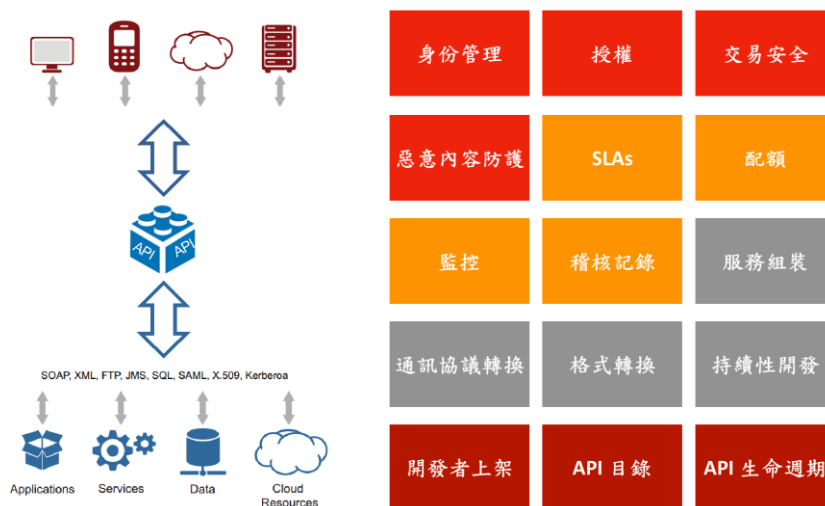 API API
SOAP, XML, FTP, JMS, SQL, SAML, X.509, Kerberoa
Applications
Services
Data
Cloud
Resources
身份管理
授權
交易安全
惡意內容防護
SLAs
配額
監控
稽核記錄
服務組裝
通訊協議轉換
格式轉換
持續性開發
開發者上架
API 目錄
API 生命週期